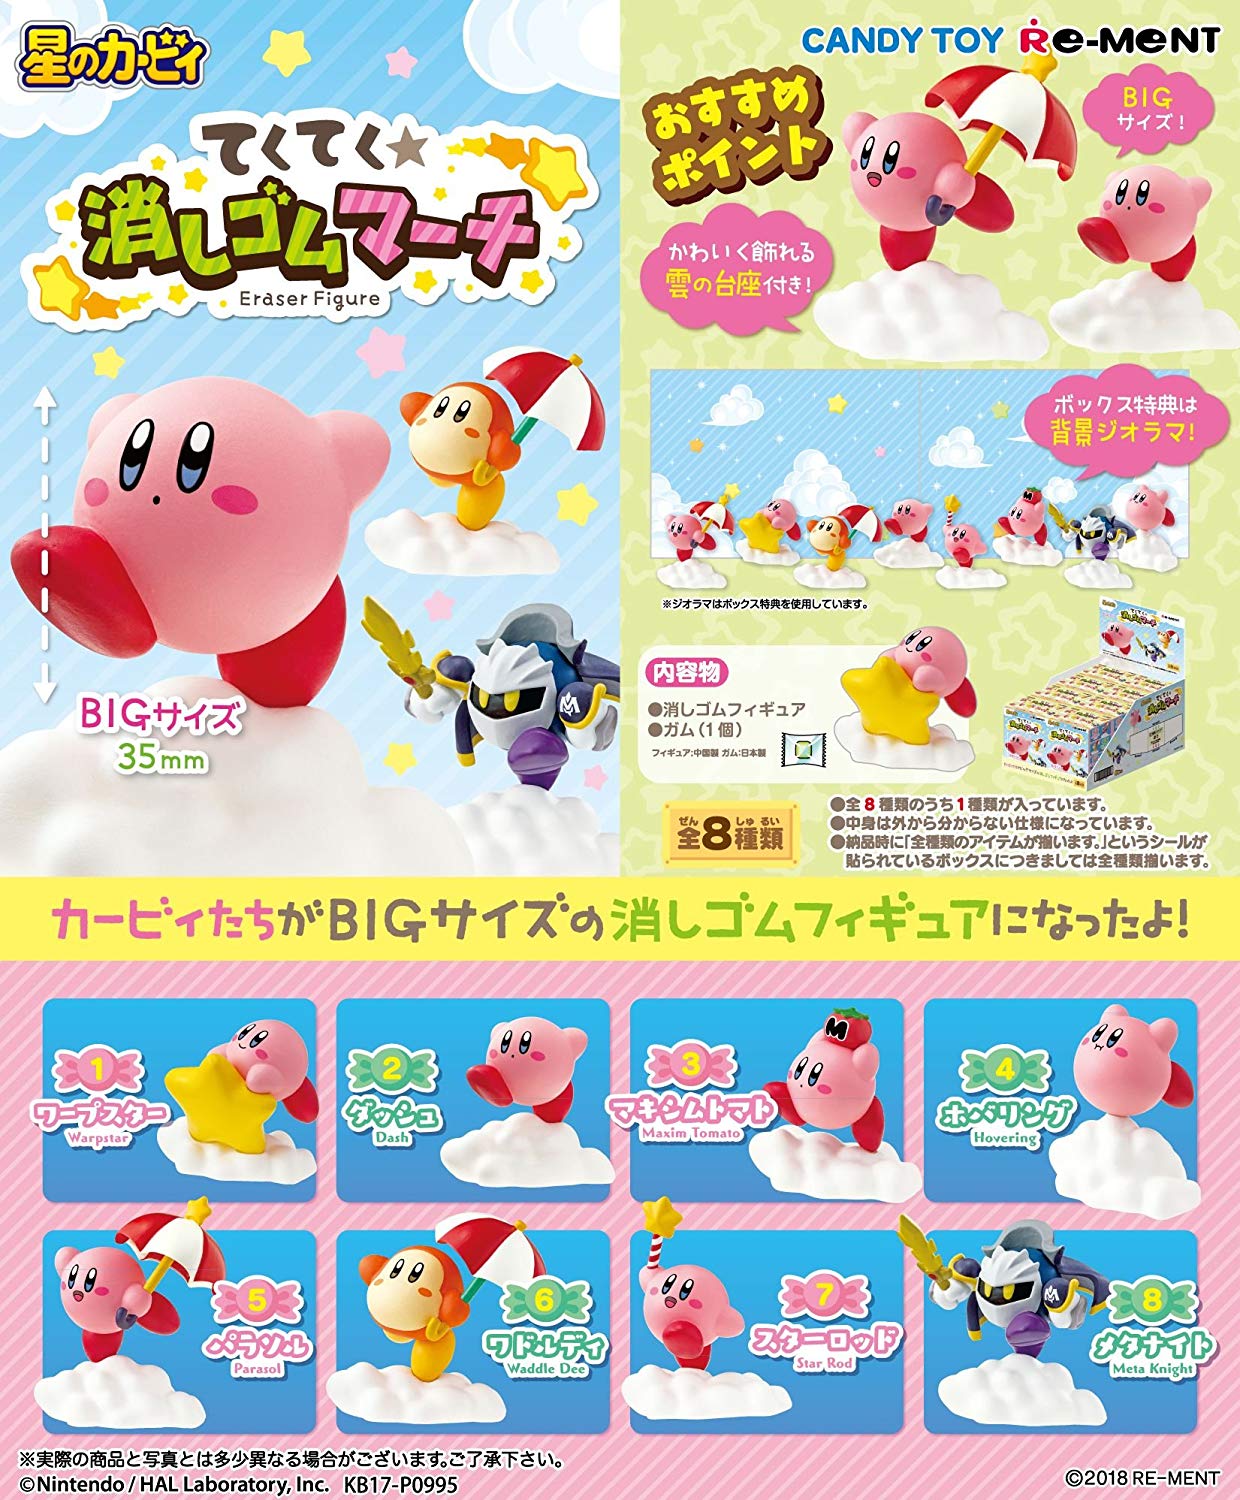 星のカービィ
てくてく★
消しゴムマーチ
Eraser Figure
BIGサイズ
35mm
CANDY TOY Re-MeNT
おすすめ
ポイント
BIG
サイズ!
かわいく飾れる
雲の台座付き!
ボックス特典は
背景ジオラマ!
※ジオラマはボックス特典を使用しています。
内容物
●消しゴムフィギュア
●ガム(1個)
フィギュア:中国製 ガム:日本製
ぜん しゅ るい
全8種類
●全8種類のうち1種類が入っています。
●中身は外から分からない仕様になっています。
●納品時に「全種類のアイテムが揃います。」というシールが
貼られているボックスにつきましては全種類揃います。
カービィたちがBIGサイズの消しゴムフィギュアになったよ!
1
ワープスター
Warpstar
2
ダッシュ
Dash
3
マキシムトマト
Maxim Tomato
4
ホバリング
Hovering
5
パラソル
Parasol
6
ワドルディ
Waddle Dee
7
スターロッド
Star Rod
8
メタナイト
Meta Knight
※実際の商品と写真とは多少異なる場合がございます。ご了承下さい。
©Nintendo / HAL Laboratory, Inc. KB17-P0995
©2018 RE-MENT